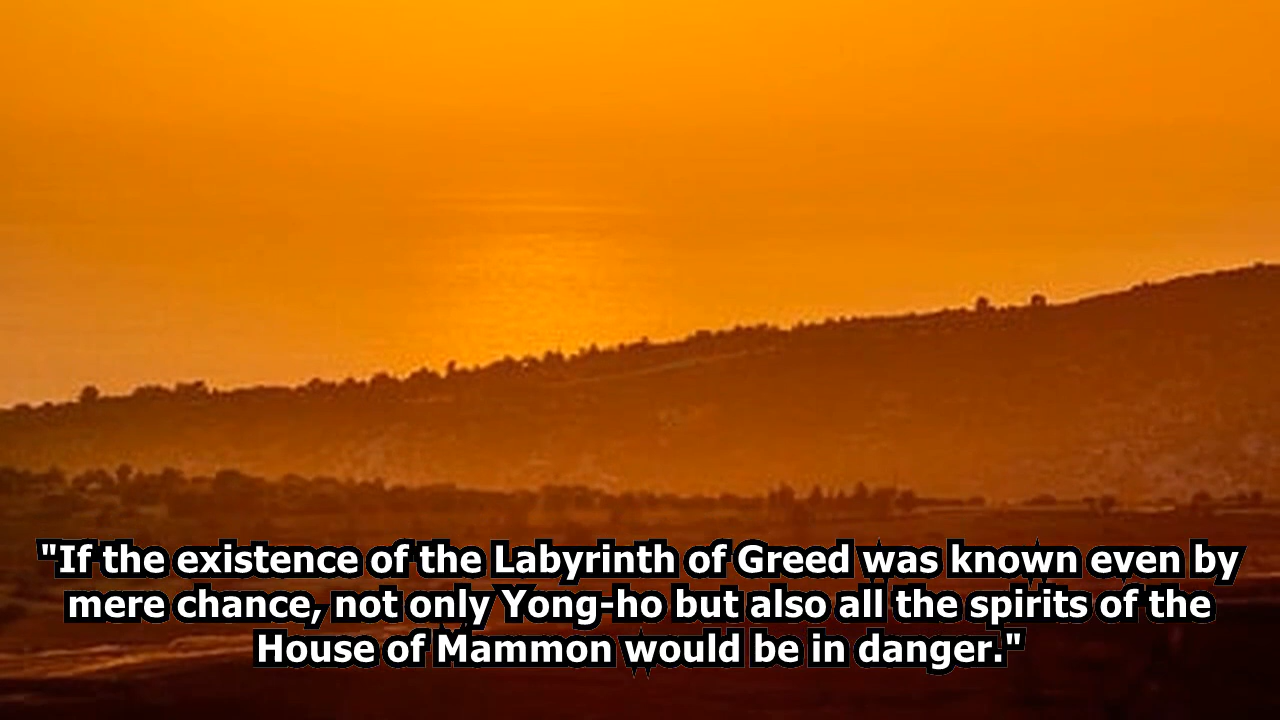 "If the existence of the Labyrinth of Greed was known even by
mere chance, not only Yong-ho but also all the spirits of the
House of Mammon would be in danger."